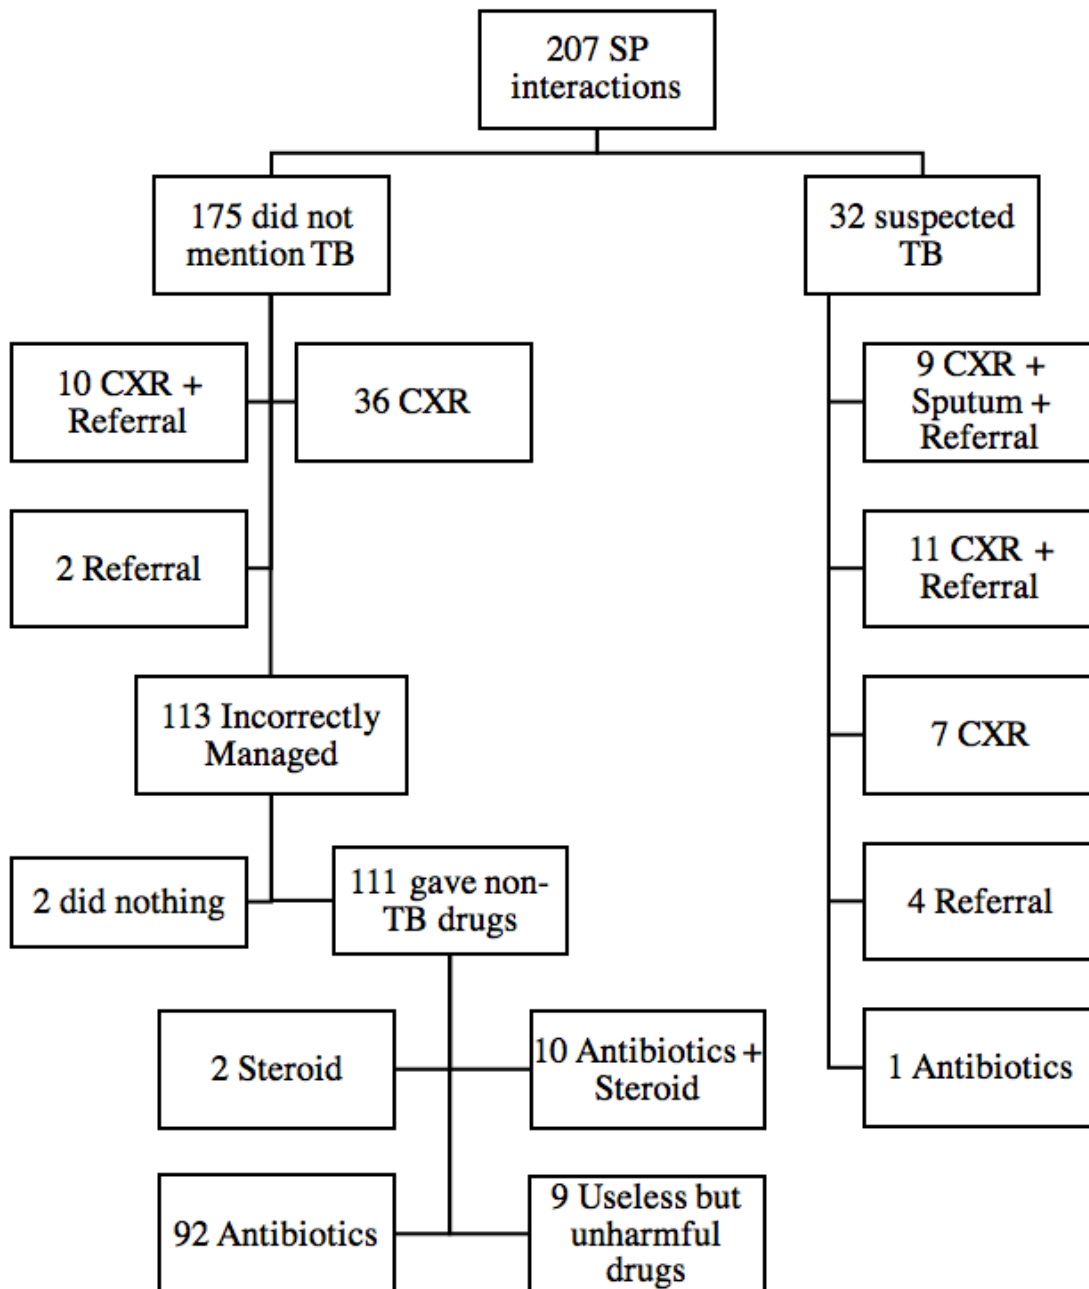 207 SP
interactions
175 did not
mention TB
32 suspected
TB
10 CXR +
Referral
36 CXR
9 CXR +
Sputum +
Referral
2 Referral
11 CXR +
Referral
113 Incorrectly
Managed
7 CXR
2 did nothing
111 gave non-
TB drugs
4 Referral
2 Steroid
10 Antibiotics +
Steroid
1 Antibiotics
92 Antibiotics
9 Useless but
unharmful
drugs